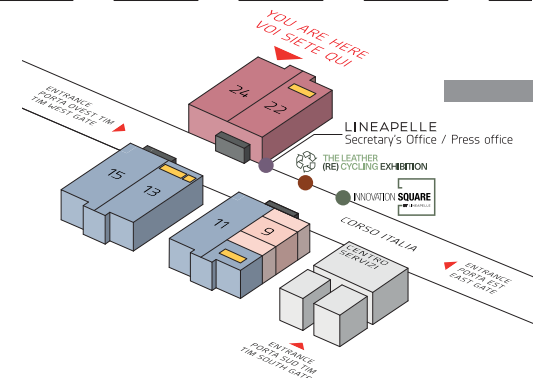 YOU ARE HERE
VOI SIETE QUI
24
22
ENTRANCE
PORTA OVEST TIM
TIM WEST GATE
LINEAPELLE
Secretary's Office / Press office
THE LEATHER
(RE) CYCLING EXHIBITION
INNOVATION SQUARE
BY LINEAPELLE
15
13
11
9
CORSO ITALIA
CENTRO
SERVIZI
ENTRANCE
PORTA EST
EAST GATE
ENTRANCE
PORTA SUD TIM
TIM SOUTH GATE